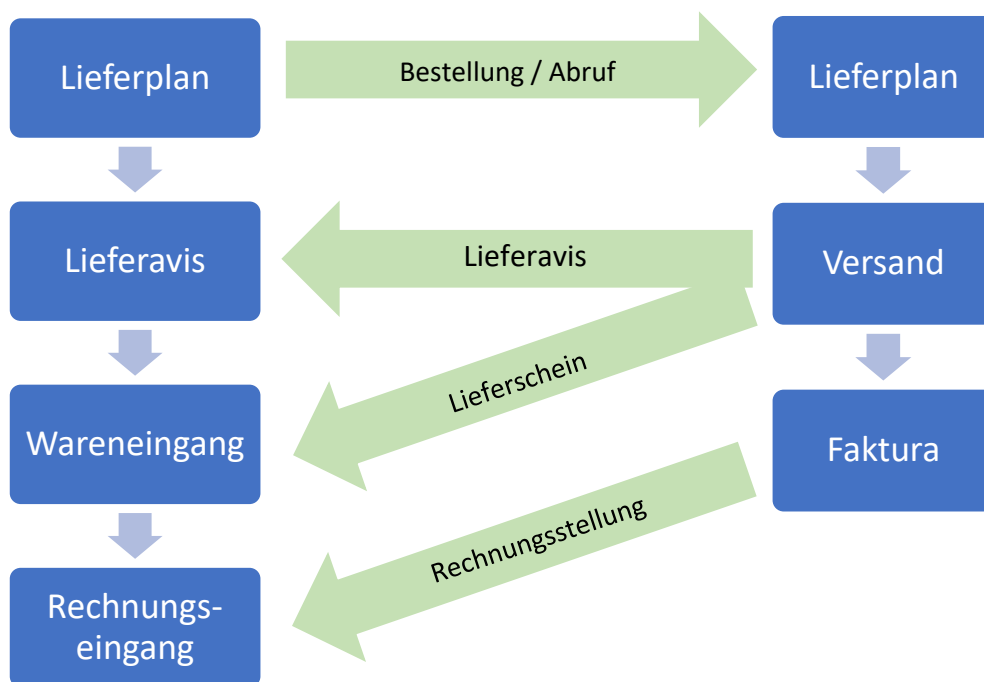 Lieferplan
Bestellung / Abruf
Lieferplan
Lieferavis
Lieferavis
Versand
Lieferschein
Wareneingang
Faktura
Rechnungsstellung
Rechnungs-
eingang